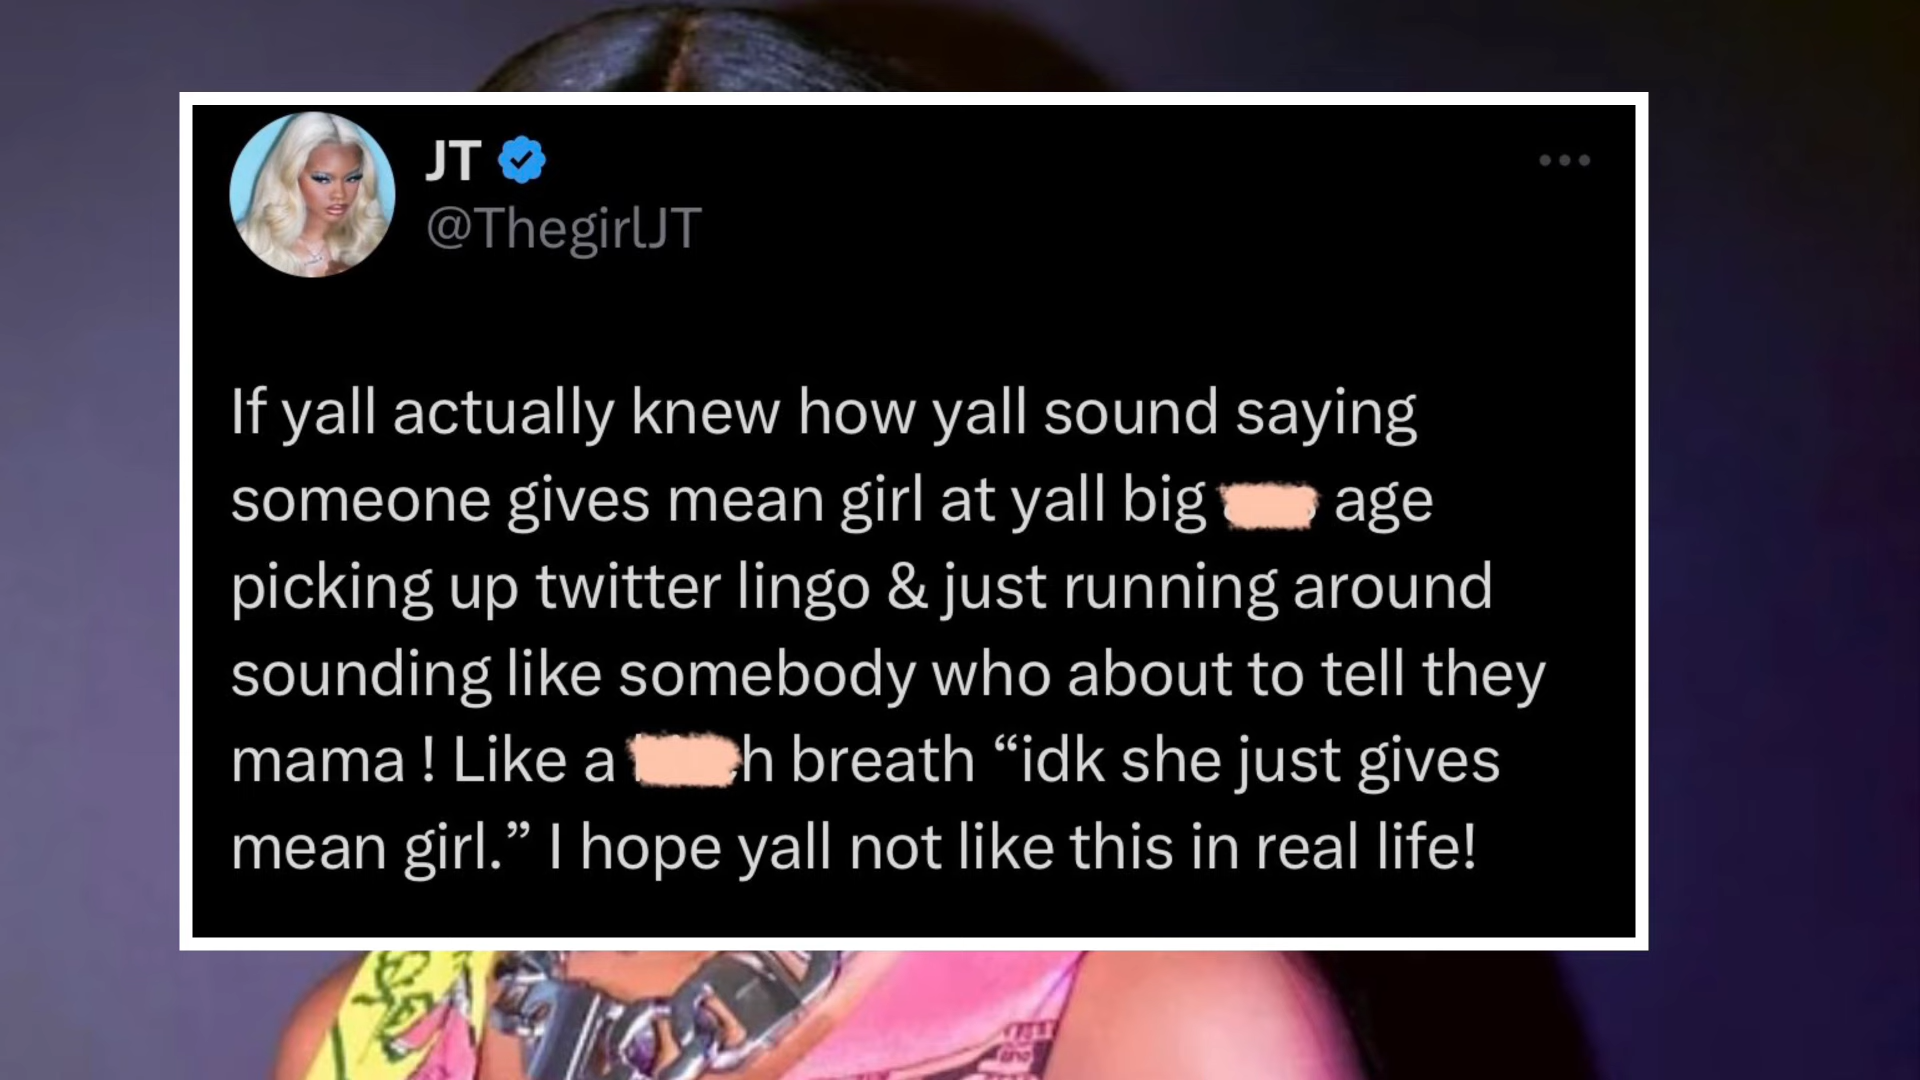 JT
@ThegirlJT
If yall actually knew how yall sound saying
someone gives mean girl at yall big age
picking up twitter lingo & just running around
sounding like somebody who about to tell they
mama ! Like a h breath “idk she just gives
mean girl.” I hope yall not like this in real life!